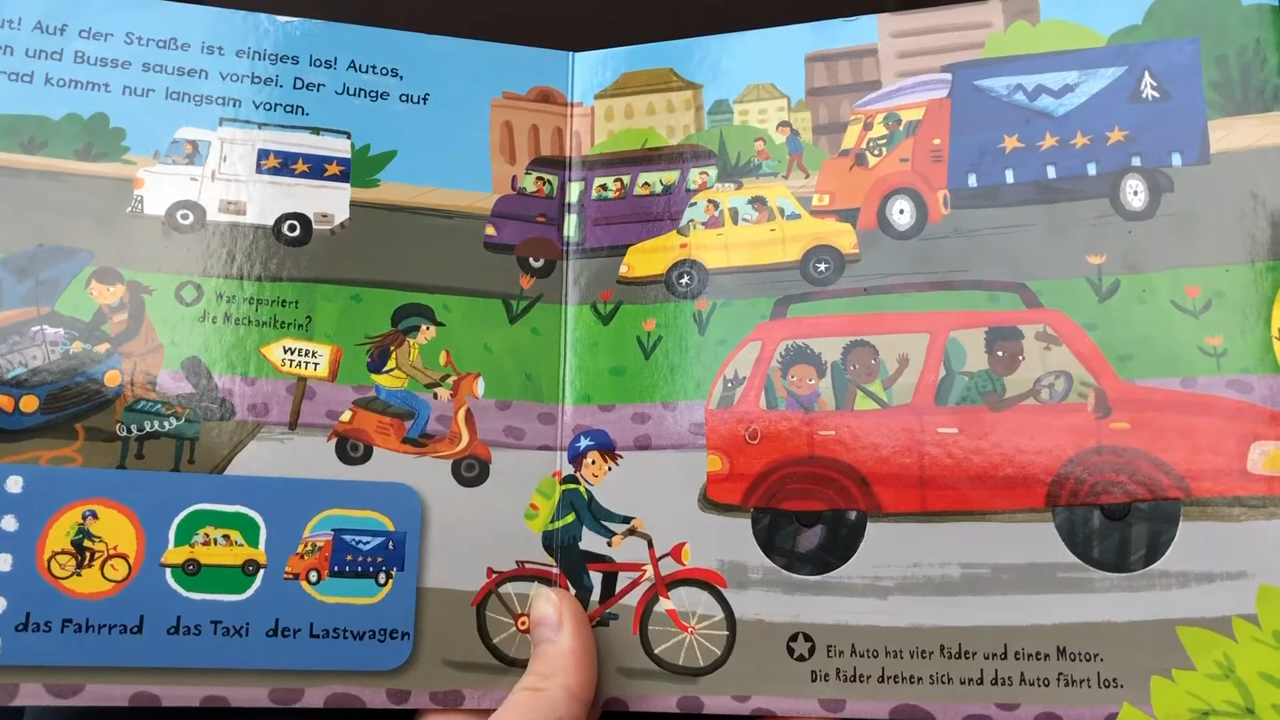 Auf der Straße ist einiges los! Autos,
und Busse sausen vorbei. Der Junge auf
kommt nur langsam voran.
Was repariert
die Mechanikerin?
WERK-
STATT
das Fahrrad das Taxi der Lastwagen
Ein Auto hat vier Räder und einen Motor.
Die Räder drehen sich und das Auto fährt los.